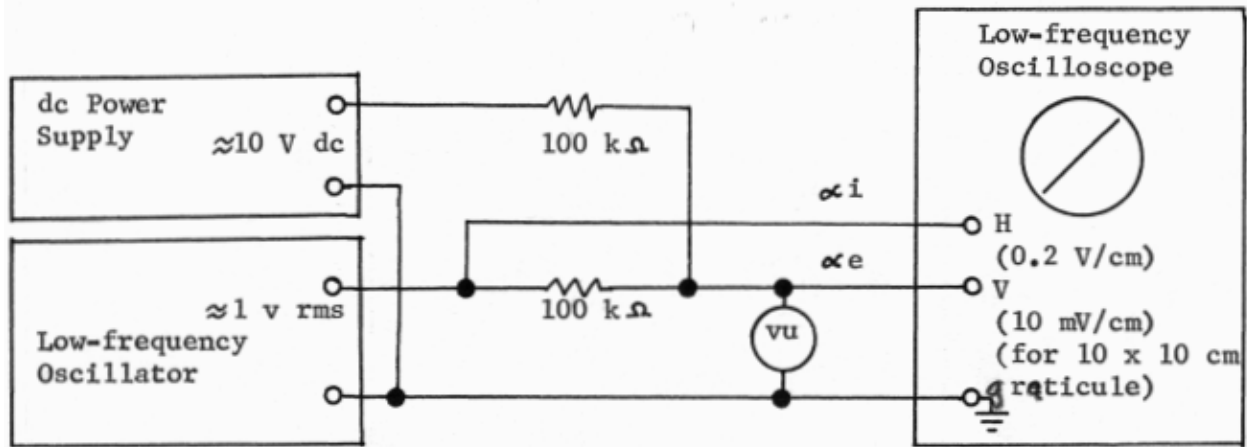 Low-frequency
Oscilloscope
dc Power
Supply
≈10 V dc
100 kΩ
∝i
H
(0.2 V/cm)
∝e
V
≈1 v rms
100 kΩ
vu
(10 mV/cm)
(for 10 x 10 cm
reticule)
Low-frequency
Oscillator